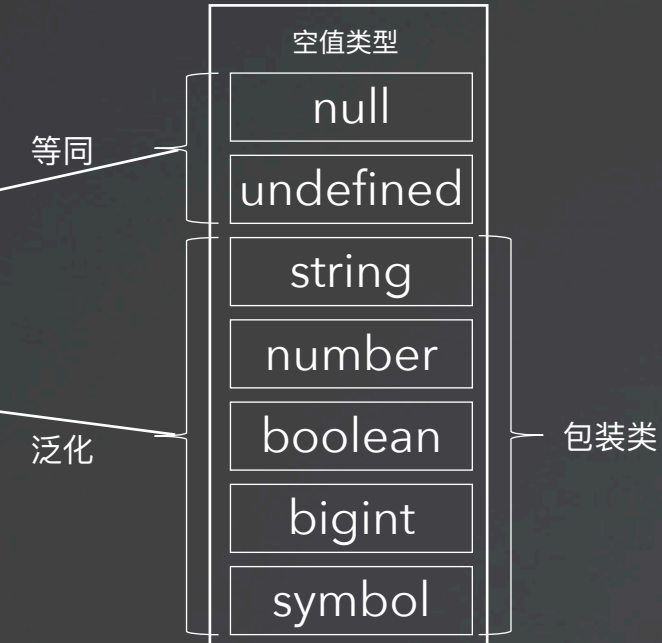 空值类型
null
等同
undefined
string
number
boolean
泛化
包装类
bigint
symbol